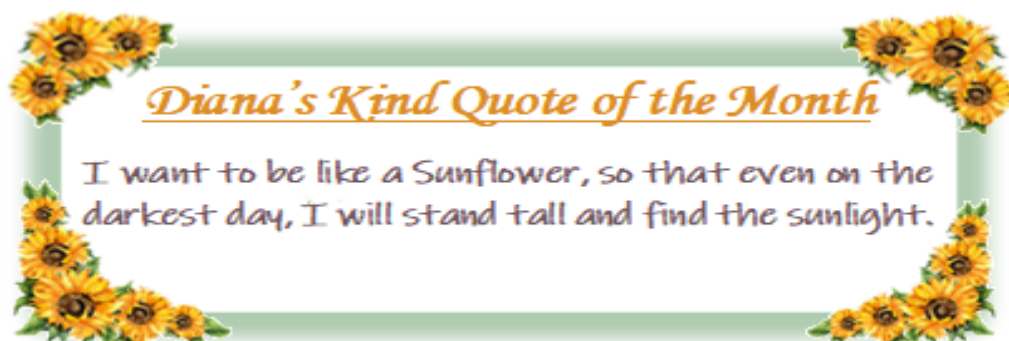 Diana's Kind Quote of the Month
I want to be like a Sunflower, so that even on the
darkest day, I will stand tall and find the sunlight.